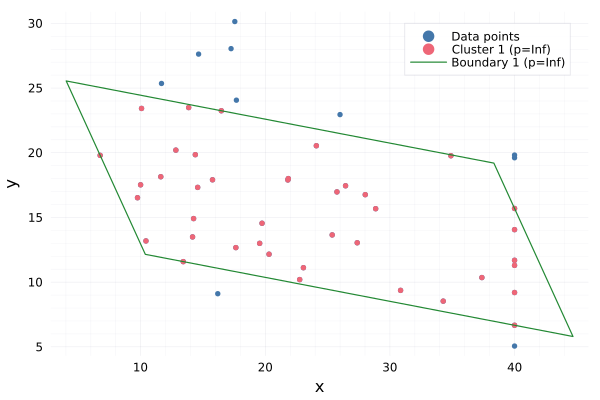 30
25
20
15
10
5
y
10 20 30 40
x
Data points
Cluster 1 (p=Inf)
Boundary 1 (p=Inf)